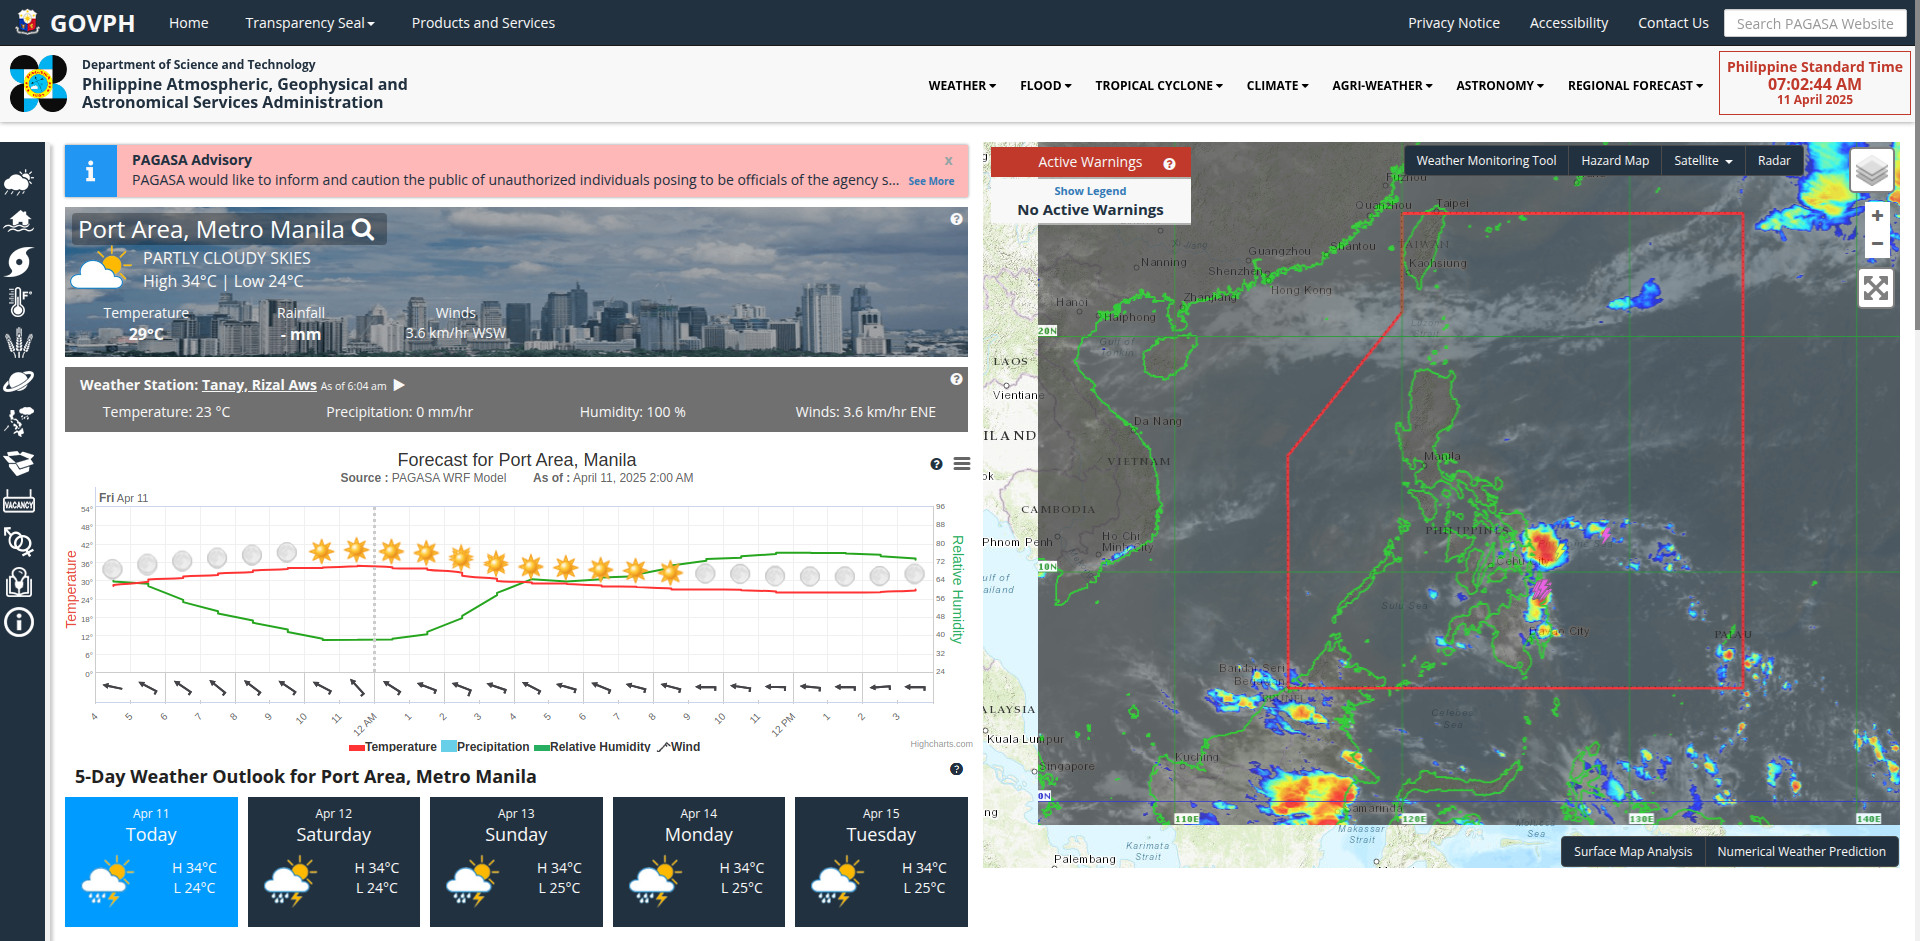 GOVPH
Home
Transparency Seal
Products and Services
Privacy Notice
Accessibility
Contact Us
Search PAGASA Website
Department of Science and Technology
Philippine Atmospheric, Geophysical and
Astronomical Services Administration
WEATHER
FLOOD
TROPICAL CYCLONE
CLIMATE
AGRI-WEATHER
ASTRONOMY
REGIONAL FORECAST
Philippine Standard Time
07:02:44 AM
11 April 2025
VACANCY
PAGASA Advisory
x
PAGASA would like to inform and caution the public of unauthorized individuals posing to be officials of the agency s... See More
Port Area, Metro Manila
PARTLY CLOUDY SKIES
High 34°C | Low 24°C
Temperature
29°C
Rainfall
- mm
Winds
3.6 km/hr WSW
Weather Station: Tanay, Rizal Aws As of 6:04 am
Temperature: 23 °C
Precipitation: 0 mm/hr
Humidity: 100 %
Winds: 3.6 km/hr ENE
Forecast for Port Area, Manila
Source : PAGASA WRF Model As of : April 11, 2025 2:00 AM
Fri Apr 11
Temperature
54°
48°
42°
36°
30°
24°
18°
12°
6°
0°
96
88
80
72
64
56
48
40
32
24
Relative Humidity
4 5 6 7 8 9 10 11 12 AM 1 2 3 4 5 6 7 8 9 10 11 12 PM 1 2 3
Temperature Precipitation Relative Humidity Wind
Highcharts.com
5-Day Weather Outlook for Port Area, Metro Manila
Apr 11
Today
H 34°C
L 24°C
Apr 12
Saturday
H 34°C
L 24°C
Apr 13
Sunday
H 34°C
L 25°C
Apr 14
Monday
H 34°C
L 25°C
Apr 15
Tuesday
H 34°C
L 25°C
Active Warnings
Show Legend
No Active Warnings
Weather Monitoring Tool
Hazard Map
Satellite
Radar
+
−
Fuzhou
Quanzhou
Taipei
TAIWAN
Kaohsiung
Shantou
Guangzhou
Shenzhen
Hong Kong
Nanning
Zhanjiang
Hanoi
Haiphong
Gulf of
Tonkin
20N
LAOS
Vientiane
Da Nang
ILAND
VIETNAM
Manila
CAMBODIA
Phnom Penh
Ho Chi
Minh City
PHILIPPINES
Cebu City
10N
ulf of
ailand
Sulu Sea
City
PALAU
Bandar Seri
Begawan
BRUNEI
ALAYSIA
Kuala Lumpur
Celebes
Sea
Kuching
Singapore
0N
Samarinda
110E
120E
130E
140E
Makassar
Strait
Karimata
Strait
Palembang
Sea
Surface Map Analysis
Numerical Weather Prediction